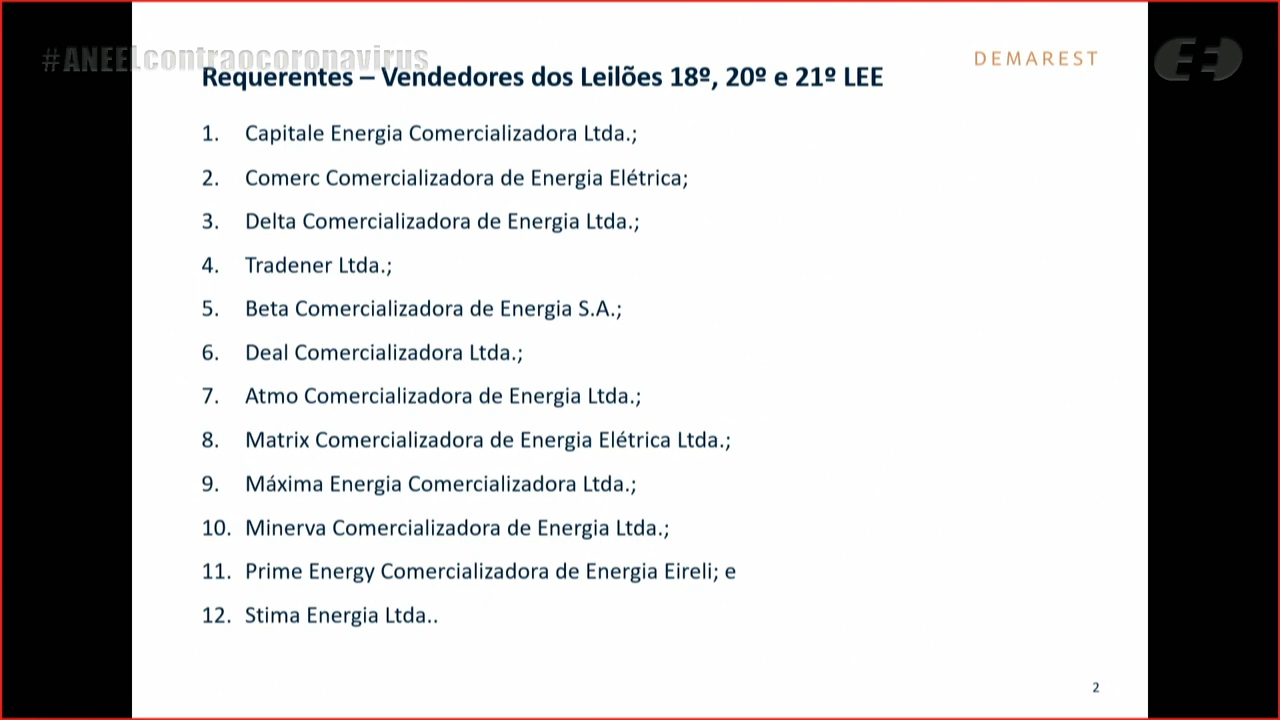 #ANEELcontraocoronavirus
DEMAREST
Requerentes – Vendedores dos Leilões 18º, 20º e 21º LEE
1. Capitale Energia Comercializadora Ltda.;
2. Comerc Comercializadora de Energia Elétrica;
3. Delta Comercializadora de Energia Ltda.;
4. Tradener Ltda.;
5. Beta Comercializadora de Energia S.A.;
6. Deal Comercializadora Ltda.;
7. Atmo Comercializadora de Energia Ltda.;
8. Matrix Comercializadora de Energia Elétrica Ltda.;
9. Máxima Energia Comercializadora Ltda.;
10. Minerva Comercializadora de Energia Ltda.;
11. Prime Energy Comercializadora de Energia Eireli; e
12. Stima Energia Ltda..
2